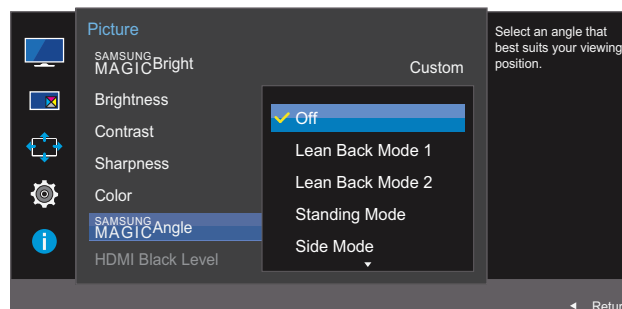 Picture
SAMSUNG
MAGICBright
Custom
Brightness
Contrast
Sharpness
Color
SAMSUNG
MAGICAngle
HDMI Black Level
Off
Lean Back Mode 1
Lean Back Mode 2
Standing Mode
Side Mode
Select an angle that
best suits your viewing
position.
Retur